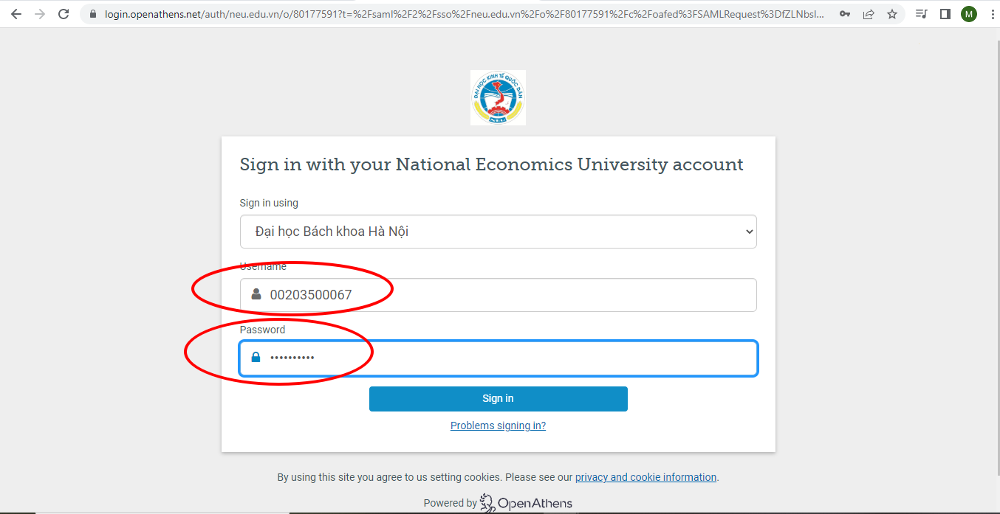 login.openathens.net/auth/neu.edu.vn/o/80177591?t=%2Fsaml%2F2%2Fsso%2Fneu.edu.vn%2Fo%2F80177591%2Fc%2Foafed%3FSAMLRequest%3DfZLNbsl...
M
ĐẠI HỌC KINH TẾ QUỐC DÂN
NEU
Sign in with your National Economics University account
Sign in using
Đại học Bách khoa Hà Nội
Username
00203500067
Password
••••••••••
Sign in
Problems signing in?
By using this site you agree to us setting cookies. Please see our privacy and cookie information.
Powered by OpenAthens